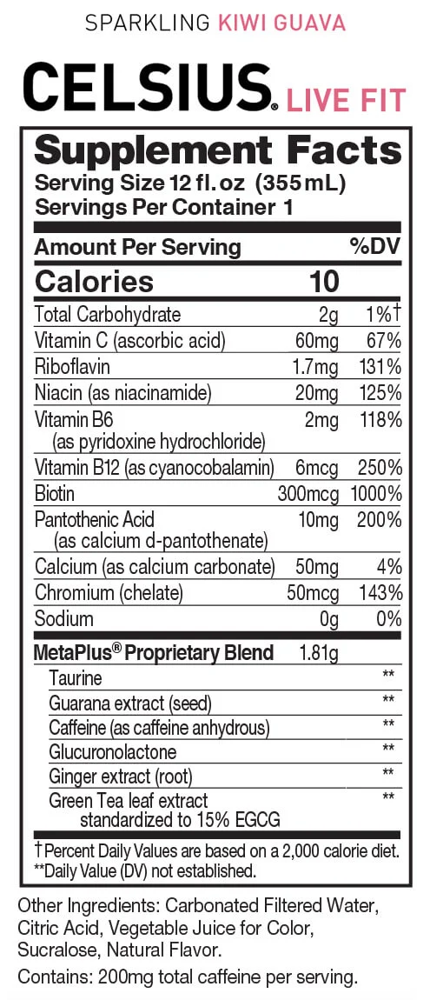 SPARKLING KIWI GUAVA
CELSIUS® LIVE FIT
Supplement Facts
Serving Size 12 fl. oz (355mL)
Servings Per Container 1
Amount Per Serving %DV
Calories 10
Total Carbohydrate 2g 1%†
Vitamin C (ascorbic acid) 60mg 67%
Riboflavin 1.7mg 131%
Niacin (as niacinamide) 20mg 125%
Vitamin B6 2mg 118%
(as pyridoxine hydrochloride)
Vitamin B12 (as cyanocobalamin) 6mcg 250%
Biotin 300mcg 1000%
Pantothenic Acid 10mg 200%
(as calcium d-pantothenate)
Calcium (as calcium carbonate) 50mg 4%
Chromium (chelate) 50mcg 143%
Sodium 0g 0%
MetaPlus® Proprietary Blend 1.81g
Taurine **
Guarana extract (seed) **
Caffeine (as caffeine anhydrous) **
Glucuronolactone **
Ginger extract (root) **
Green Tea leaf extract **
standardized to 15% EGCG
†Percent Daily Values are based on a 2,000 calorie diet.
**Daily Value (DV) not established.
Other Ingredients: Carbonated Filtered Water,
Citric Acid, Vegetable Juice for Color,
Sucralose, Natural Flavor.
Contains: 200mg total caffeine per serving.